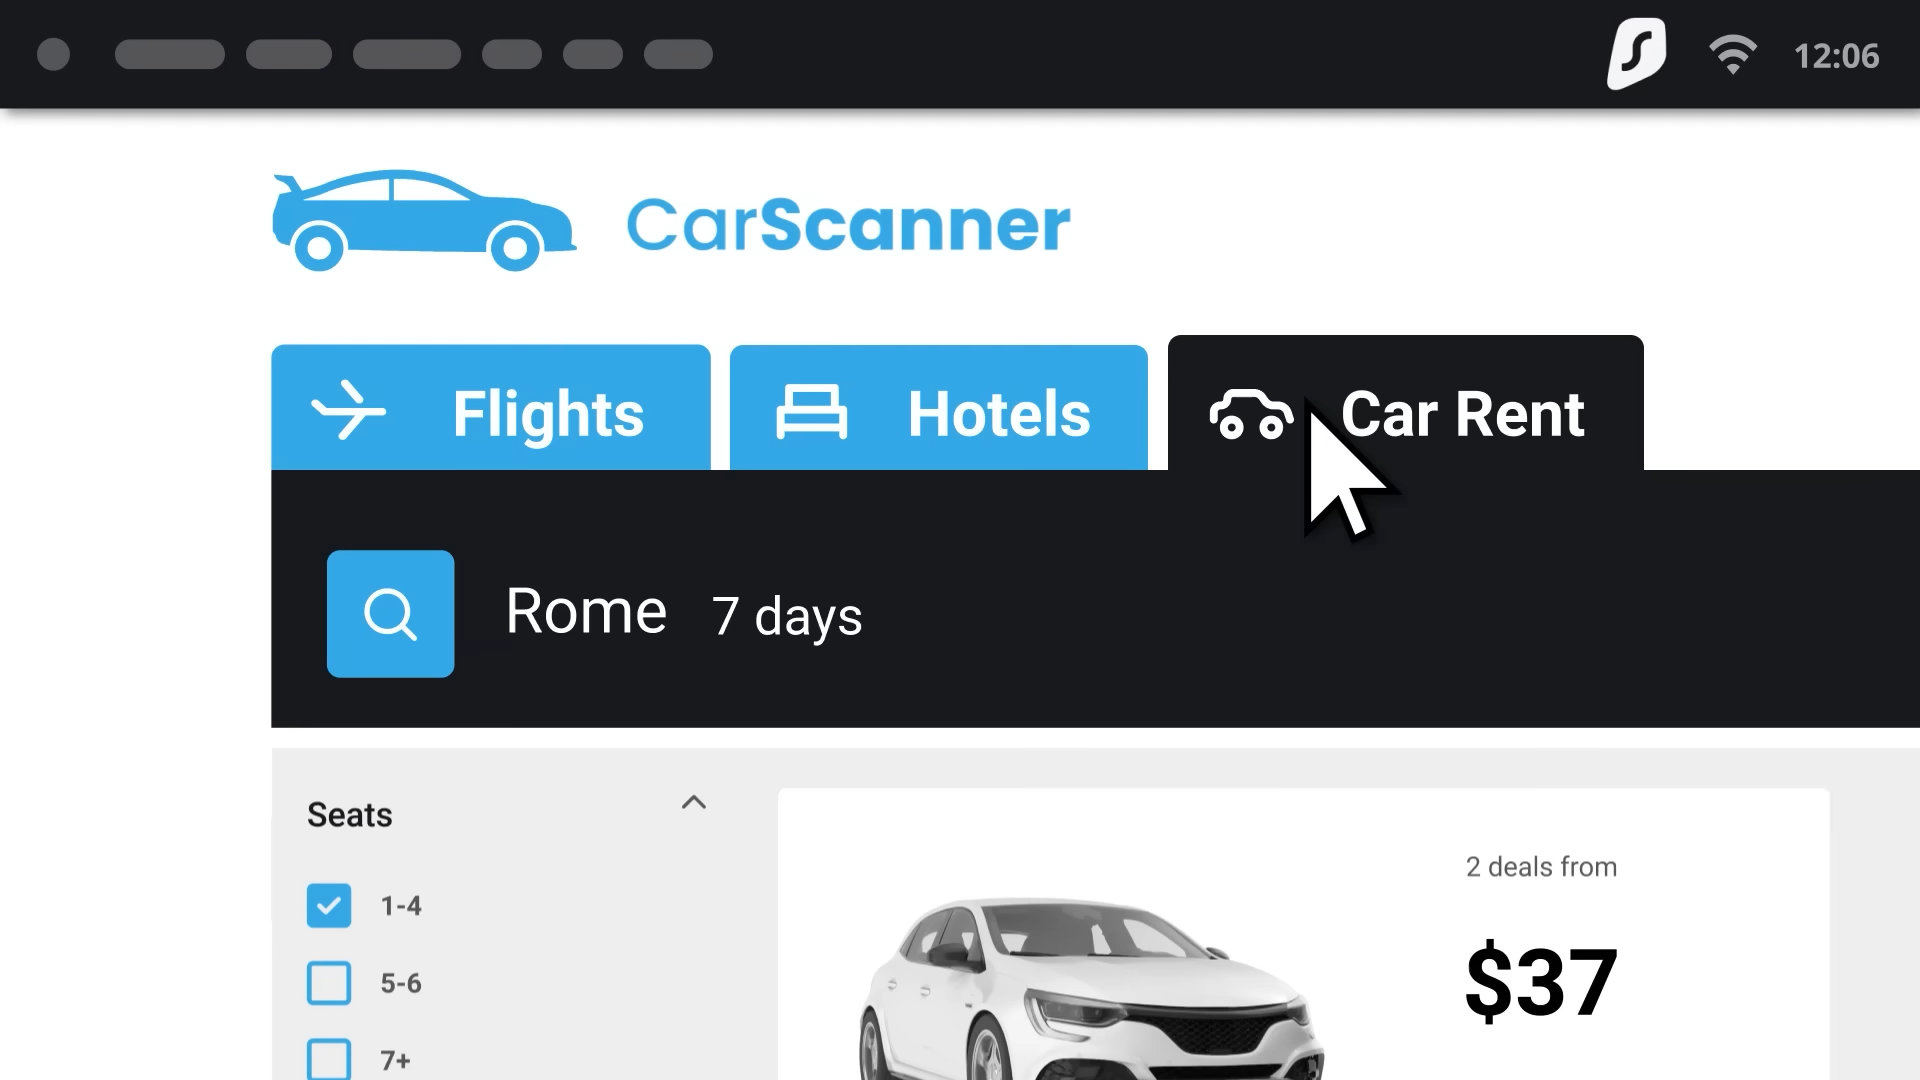 12:06
CarScanner
Flights
Hotels
Car Rent
Rome 7 days
Seats
1-4
5-6
7+
2 deals from
$37